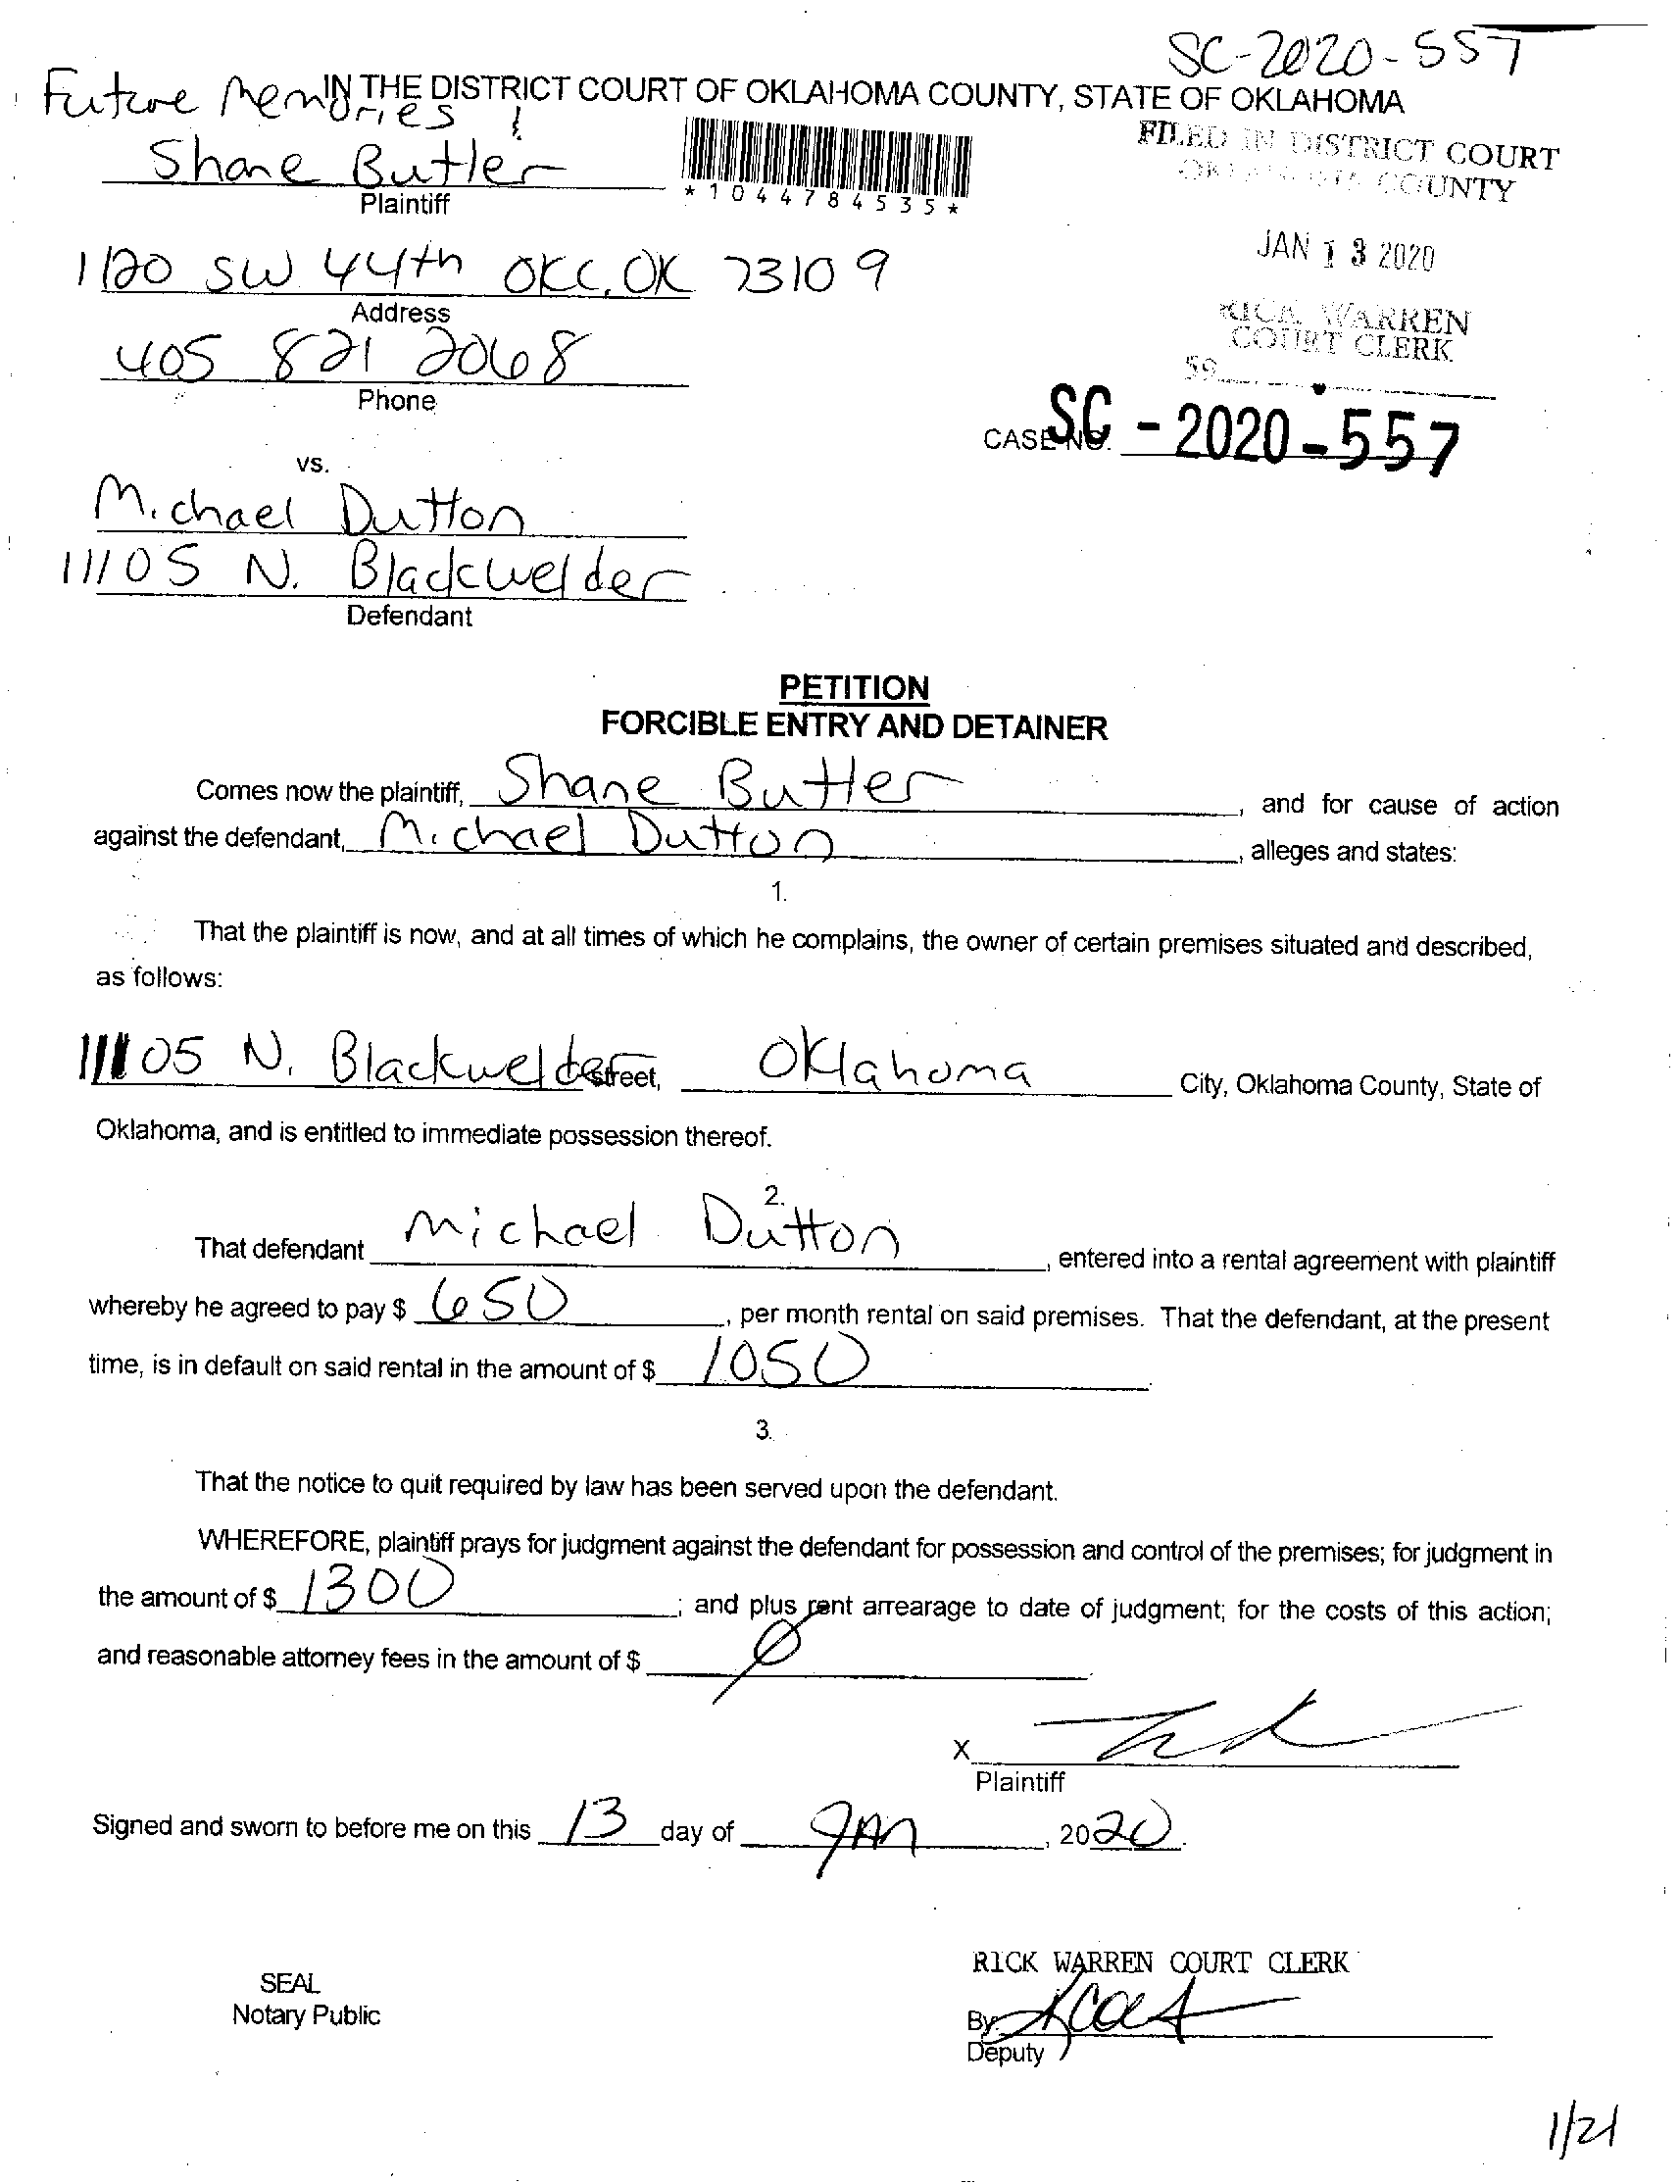 SC-2020-557
IN THE DISTRICT COURT OF OKLAHOMA COUNTY, STATE OF OKLAHOMA
Future Memories &
Shane Butler
Plaintiff
*1044784535*
FILED IN DISTRICT COURT
OKLAHOMA COUNTY
JAN 13 2020
RICK WARREN
COURT CLERK
1120 SW 44th OKC, OK 73109
Address
405 821 2068
Phone
CASE NO. SC-2020-557
vs.
Michael Dutton
11105 N. Blackwelder
Defendant
PETITION
FORCIBLE ENTRY AND DETAINER
Comes now the plaintiff, Shane Butler, and for cause of action
against the defendant, Michael Dutton, alleges and states:
1.
That the plaintiff is now, and at all times of which he complains, the owner of certain premises situated and described,
as follows:
11105 N. Blackwelder street, Oklahoma City, Oklahoma County, State of
Oklahoma, and is entitled to immediate possession thereof.
2.
That defendant Michael Dutton, entered into a rental agreement with plaintiff
whereby he agreed to pay $ 650, per month rental on said premises. That the defendant, at the present
time, is in default on said rental in the amount of $ 1050.
3.
That the notice to quit required by law has been served upon the defendant.
WHEREFORE, plaintiff prays for judgment against the defendant for possession and control of the premises; for judgment in
the amount of $ 1300; and plus rent arrearage to date of judgment; for the costs of this action;
and reasonable attorney fees in the amount of $ Ø.
X
Plaintiff
Signed and sworn to before me on this 13 day of JAN, 2020.
SEAL
Notary Public
RICK WARREN COURT CLERK
By:
Deputy
1/21